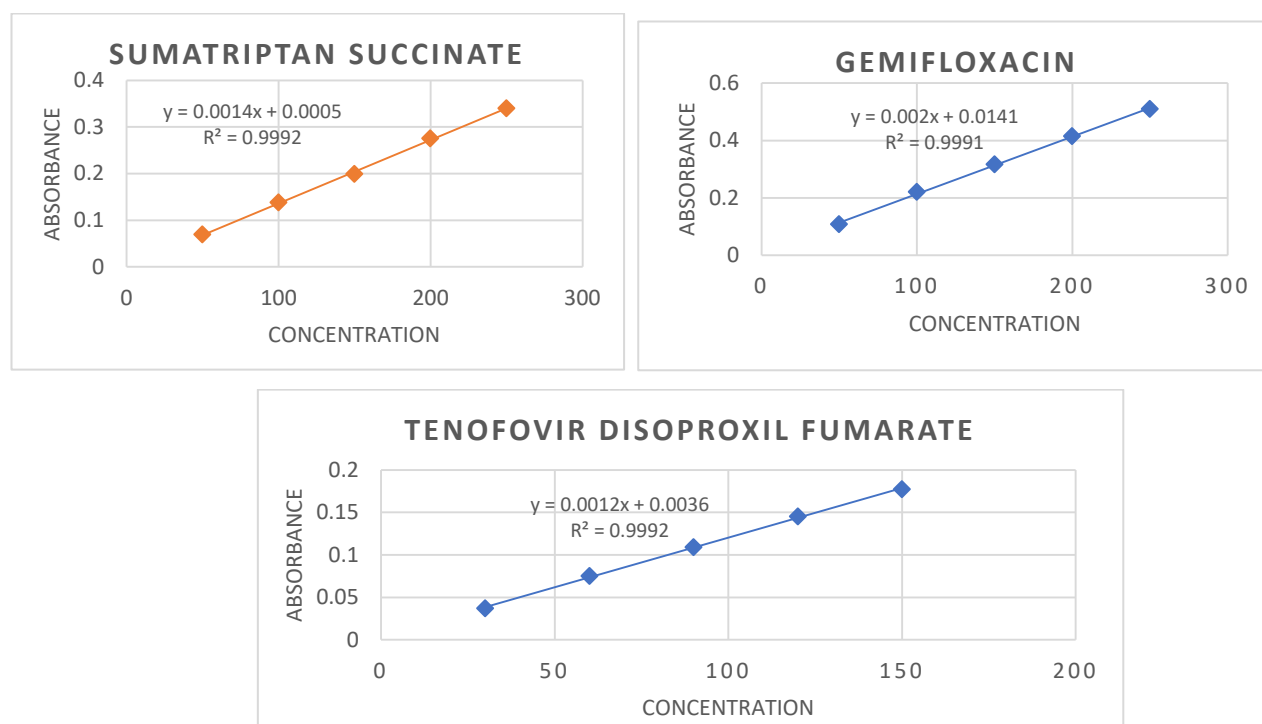 SUMATRIPTAN SUCCINATE
y = 0.0014x + 0.0005
R² = 0.9992
0.4
0.3
0.2
0.1
0
0 100 200 300
ABSORBANCE
CONCENTRATION
GEMIFLOXACIN
y = 0.002x + 0.0141
R² = 0.9991
0.6
0.4
0.2
0
0 100 200 300
ABSORBANCE
CONCENTRATION
TENOFOVIR DISOPROXIL FUMARATE
y = 0.0012x + 0.0036
R² = 0.9992
0.2
0.15
0.1
0.05
0
0 50 100 150 200
ABSORBANCE
CONCENTRATION